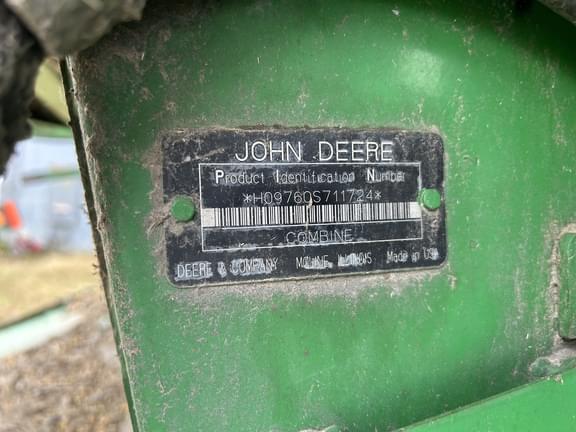 JOHN DEERE
Product Identification Number
*H09760S711724*
COMBINE
DEERE & COMPANY MOLINE, ILLINOIS Made in USA